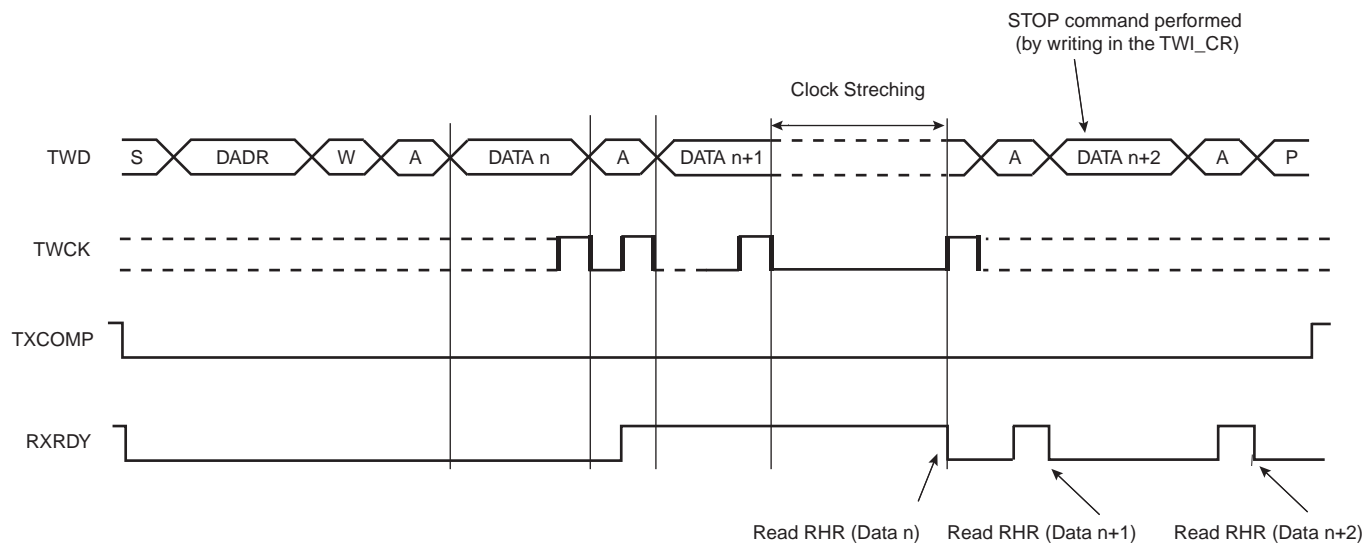 STOP command performed
(by writing in the TWI_CR)
Clock Streching
TWD S DADR W A DATA n A DATA n+1 A DATA n+2 A P
TWCK
TXCOMP
RXRDY
Read RHR (Data n) Read RHR (Data n+1) Read RHR (Data n+2)